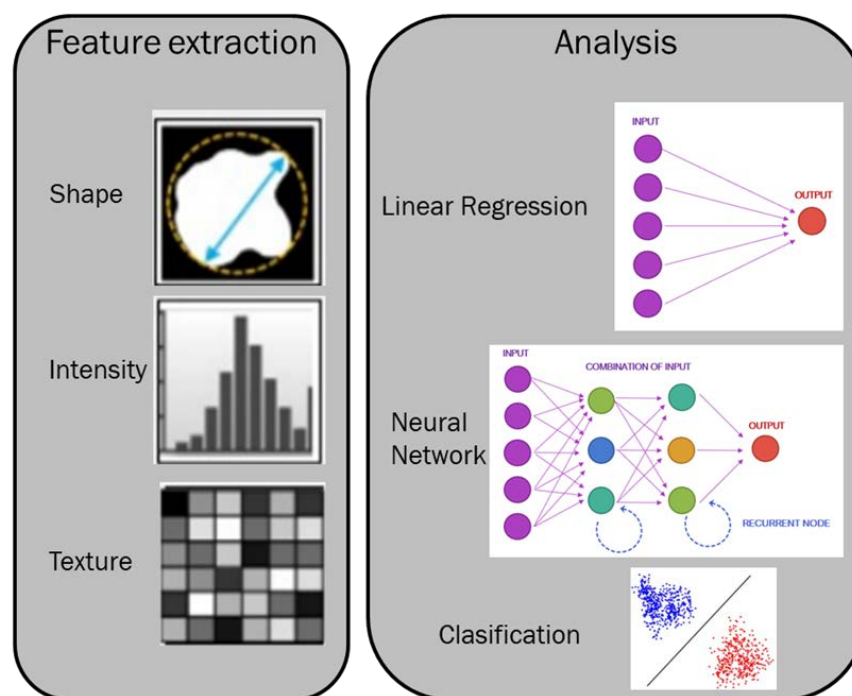 Feature extraction
Shape
Intensity
Texture
Analysis
Linear Regression
INPUT
OUTPUT
Neural
Network
INPUT
COMBINATION OF INPUT
OUTPUT
RECURRENT NODE
Clasification